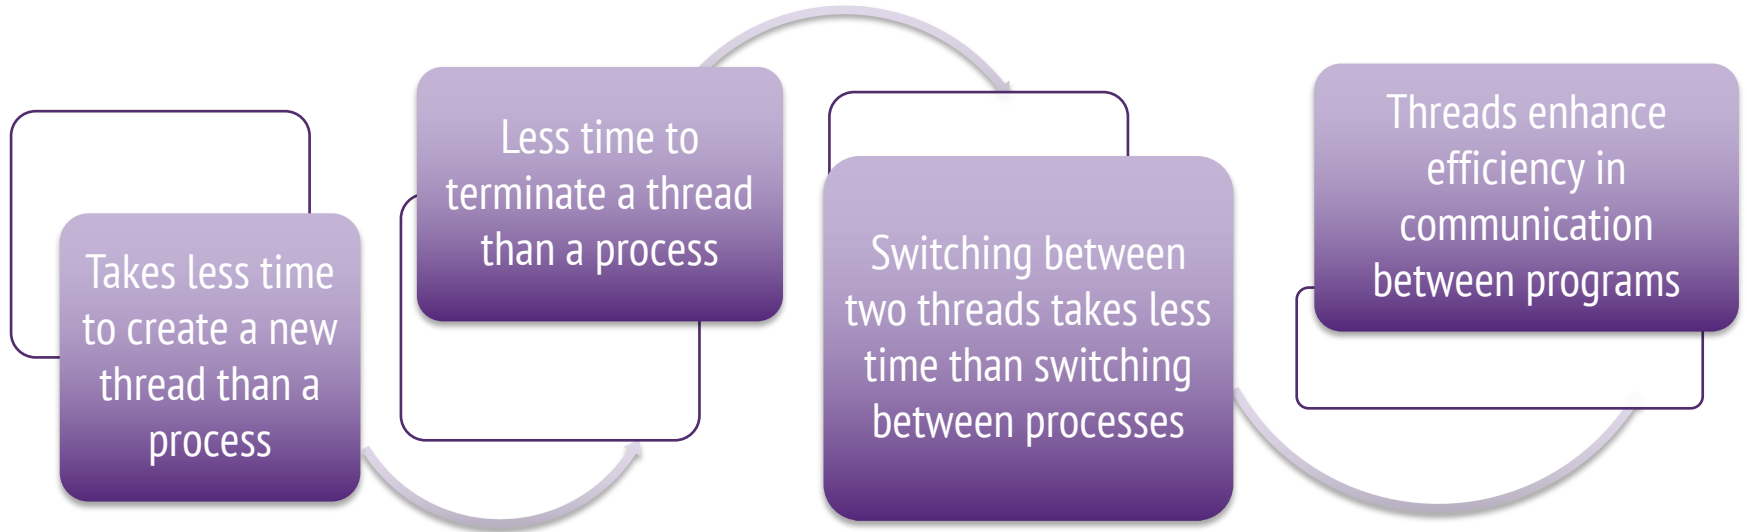 Takes less time
to create a new
thread than a
process
Less time to
terminate a thread
than a process
Switching between
two threads takes less
time than switching
between processes
Threads enhance
efficiency in
communication
between programs